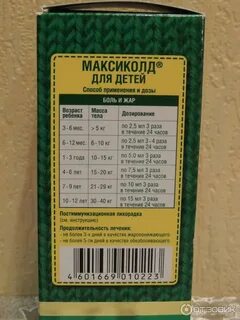 МАКСИКОЛД®
ДЛЯ ДЕТЕЙ
Способ применения и дозы
БОЛЬ И ЖАР
Возраст ребенка Масса тела Дозирование
3-6 мес. > 5 кг по 2,5 мл 3 раза в течение 24 часов
6-12 мес. 6-10 кг по 2,5 мл 3-4 раза в течение 24 часов
1-3 года 10-15 кг по 5 мл 3 раза в течение 24 часов
4-6 лет 15-20 кг по 7,5 мл 3 раза в течение 24 часов
7-9 лет 21-29 кг по 10 мл 3 раза в течение 24 часов
10-12 лет 30-40 кг по 15 мл 3 раза в течение 24 часов
Постиммунизационная лихорадка
(см. инструкцию)
Продолжительность лечения:
- не более 3-х дней в качестве жаропонижающего
- не более 5-ти дней в качестве обезболивающего
4 601669 010223
ОТЗОВИК